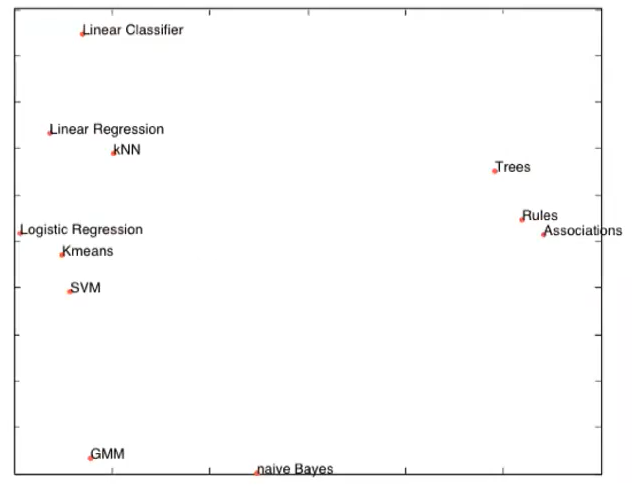 Linear Classifier
Linear Regression
kNN
Trees
Rules
Associations
Logistic Regression
Kmeans
SVM
GMM
naive Bayes